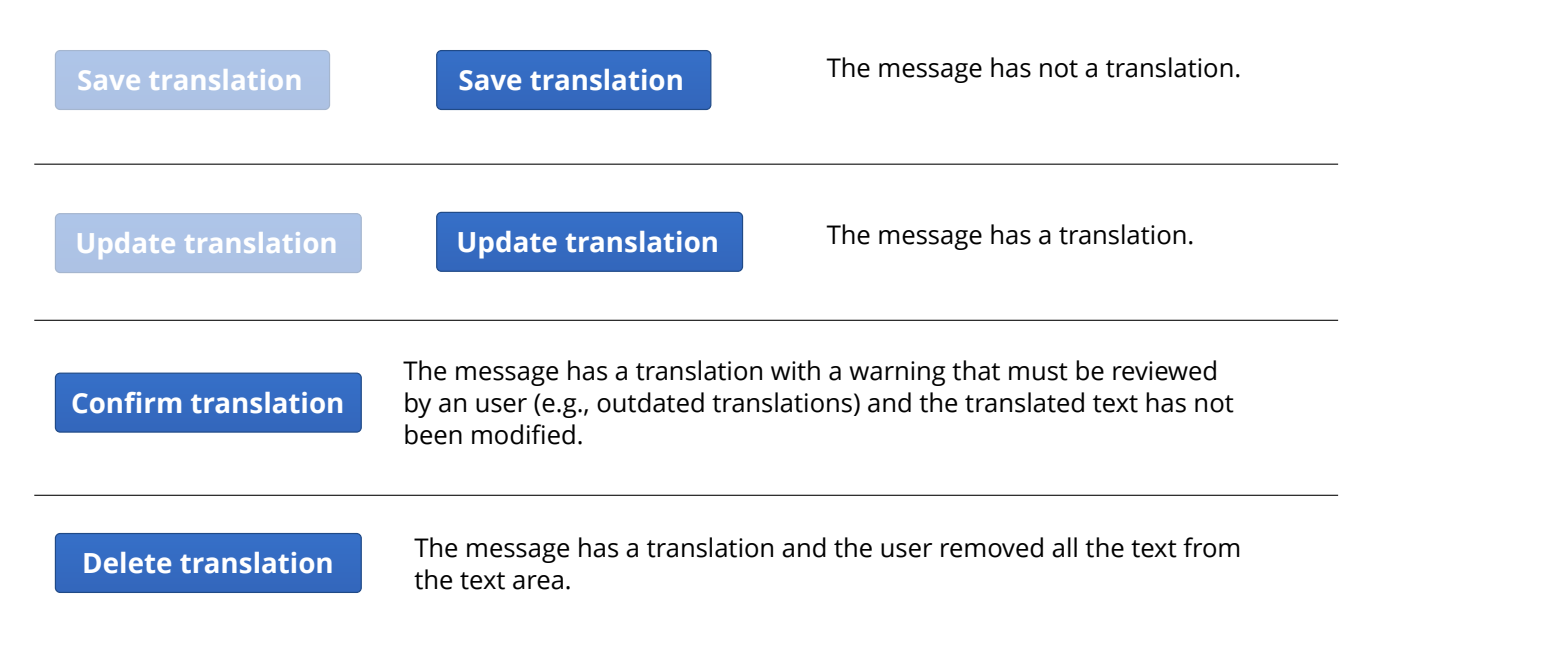 Save translation
Save translation
The message has not a translation.
Update translation
Update translation
The message has a translation.
Confirm translation
The message has a translation with a warning that must be reviewed
by an user (e.g., outdated translations) and the translated text has not
been modified.
Delete translation
The message has a translation and the user removed all the text from
the text area.